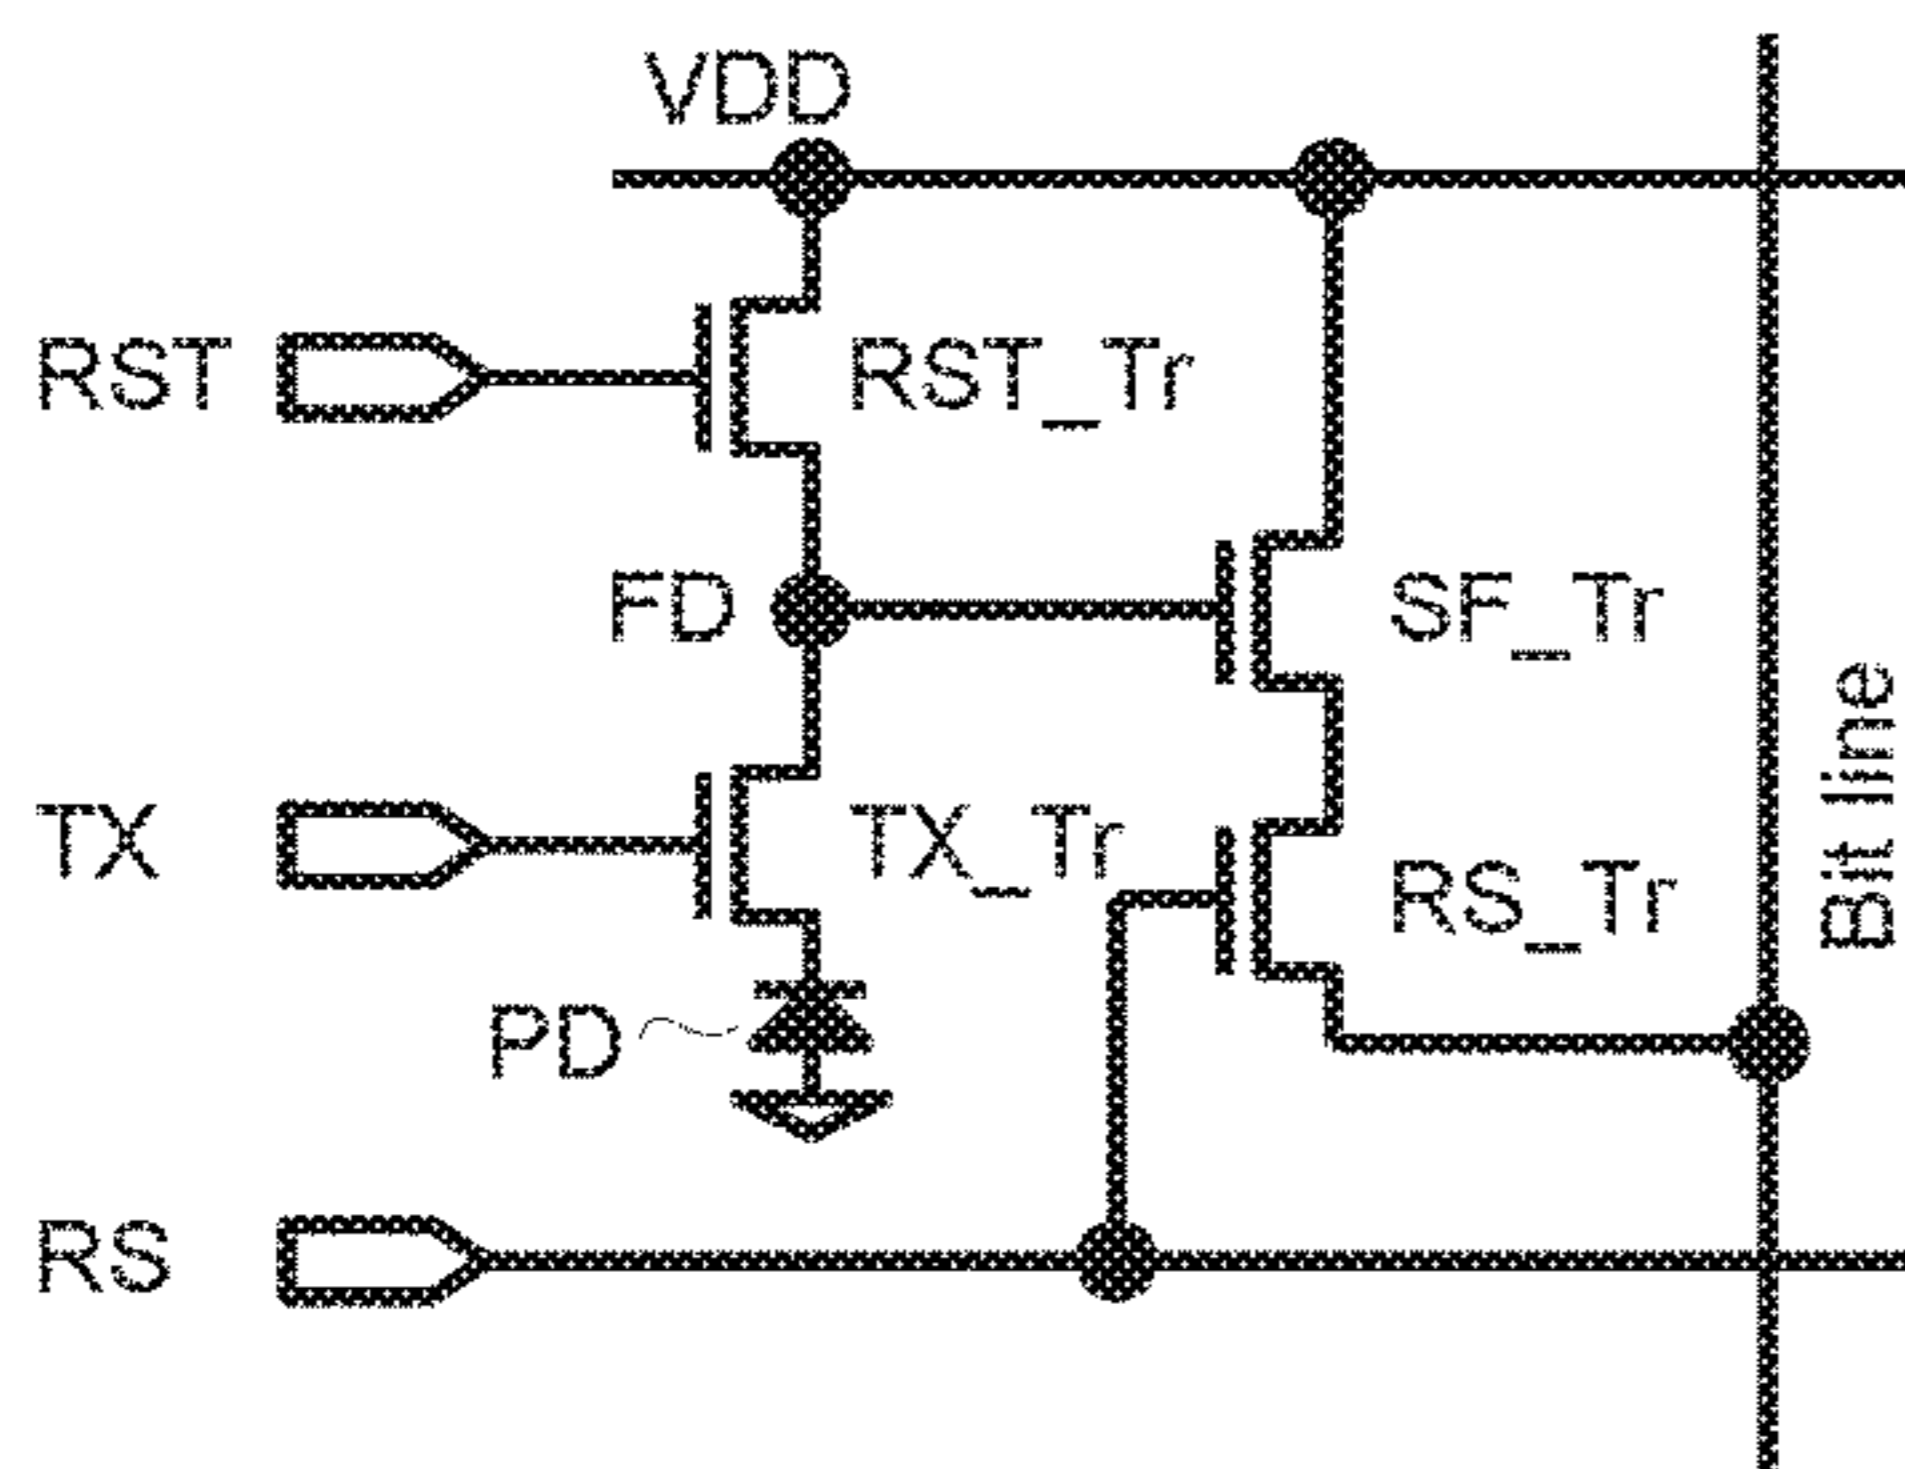 VDD
RST
RST_Tr
FD
SF_Tr
TX
TX_Tr
RS_Tr
Bit line
PD
RS